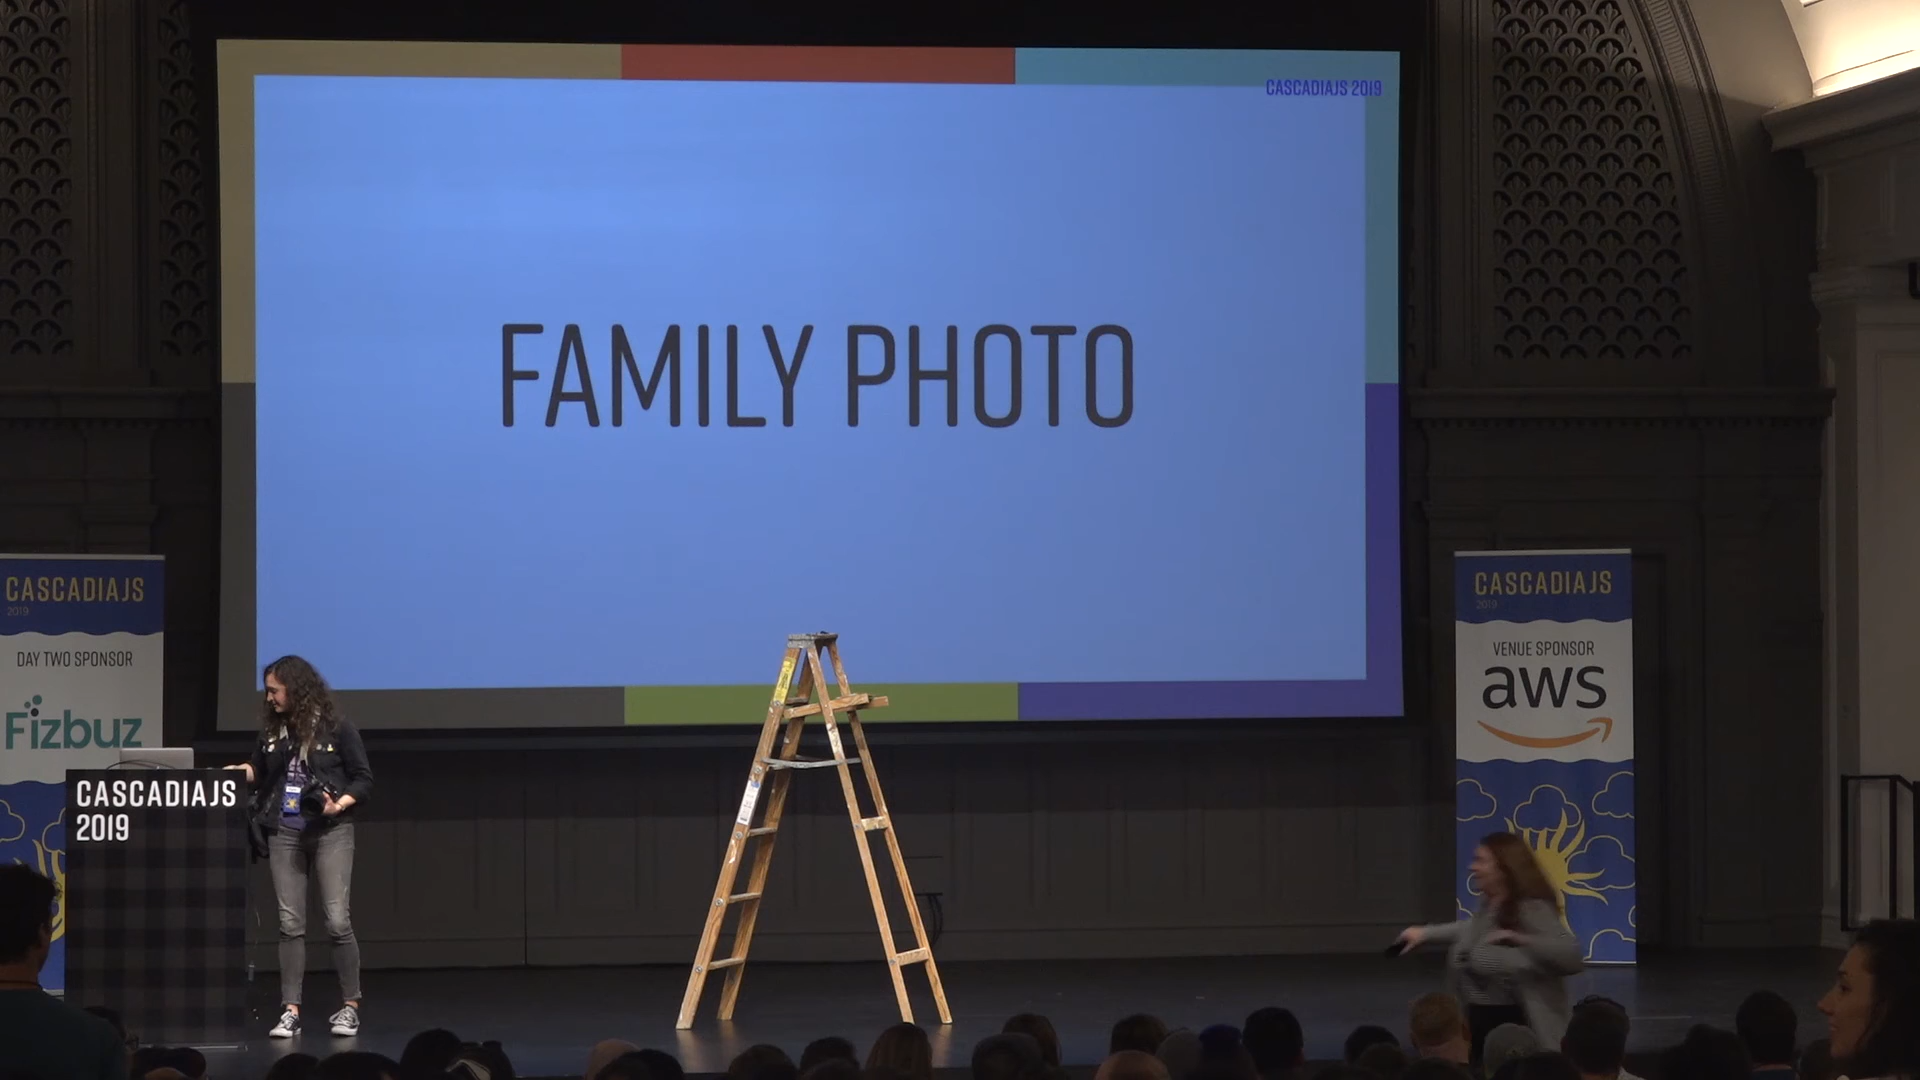 CASCADIAJS 2019
FAMILY PHOTO
CASCADIAJS
2019
DAY TWO SPONSOR
Fizbuz
CASCADIAJS
2019
CASCADIAJS
2019
VENUE SPONSOR
aws